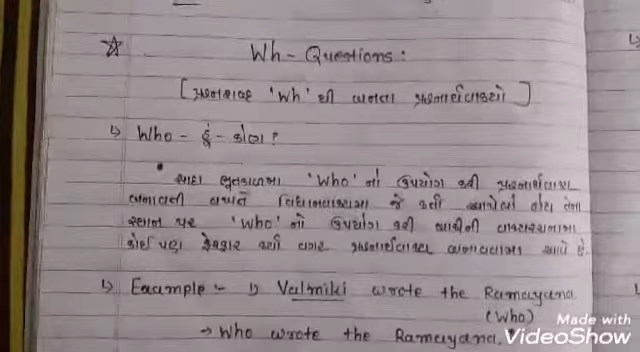 Wh-Questions:
[પ્રશ્નશબ્દ 'Wh' થી બનતા પ્રશ્નાર્થવાક્યો]
↳ Who - હૂ - કોણ?
• સાદા ભૂતકાળમાં 'Who' નો ઉપયોગ કરી પ્રશ્નાર્થવાક્ય
બનાવતી વખતે વિધાનવાક્યમાં જે કર્તા આપેલો હોય તેના
સ્થાન પર 'Who' નો ઉપયોગ કરી બાકીની વાક્યરચનામાં
કોઈ પણ ફેરફાર કર્યા વગર પ્રશ્નાર્થવાક્ય બનાવવામાં આવે છે.
↳ Example :- 1) Valmiki wrote the Ramayana
(Who)
→ Who wrote the Ramayana.
Made with
VideoShow